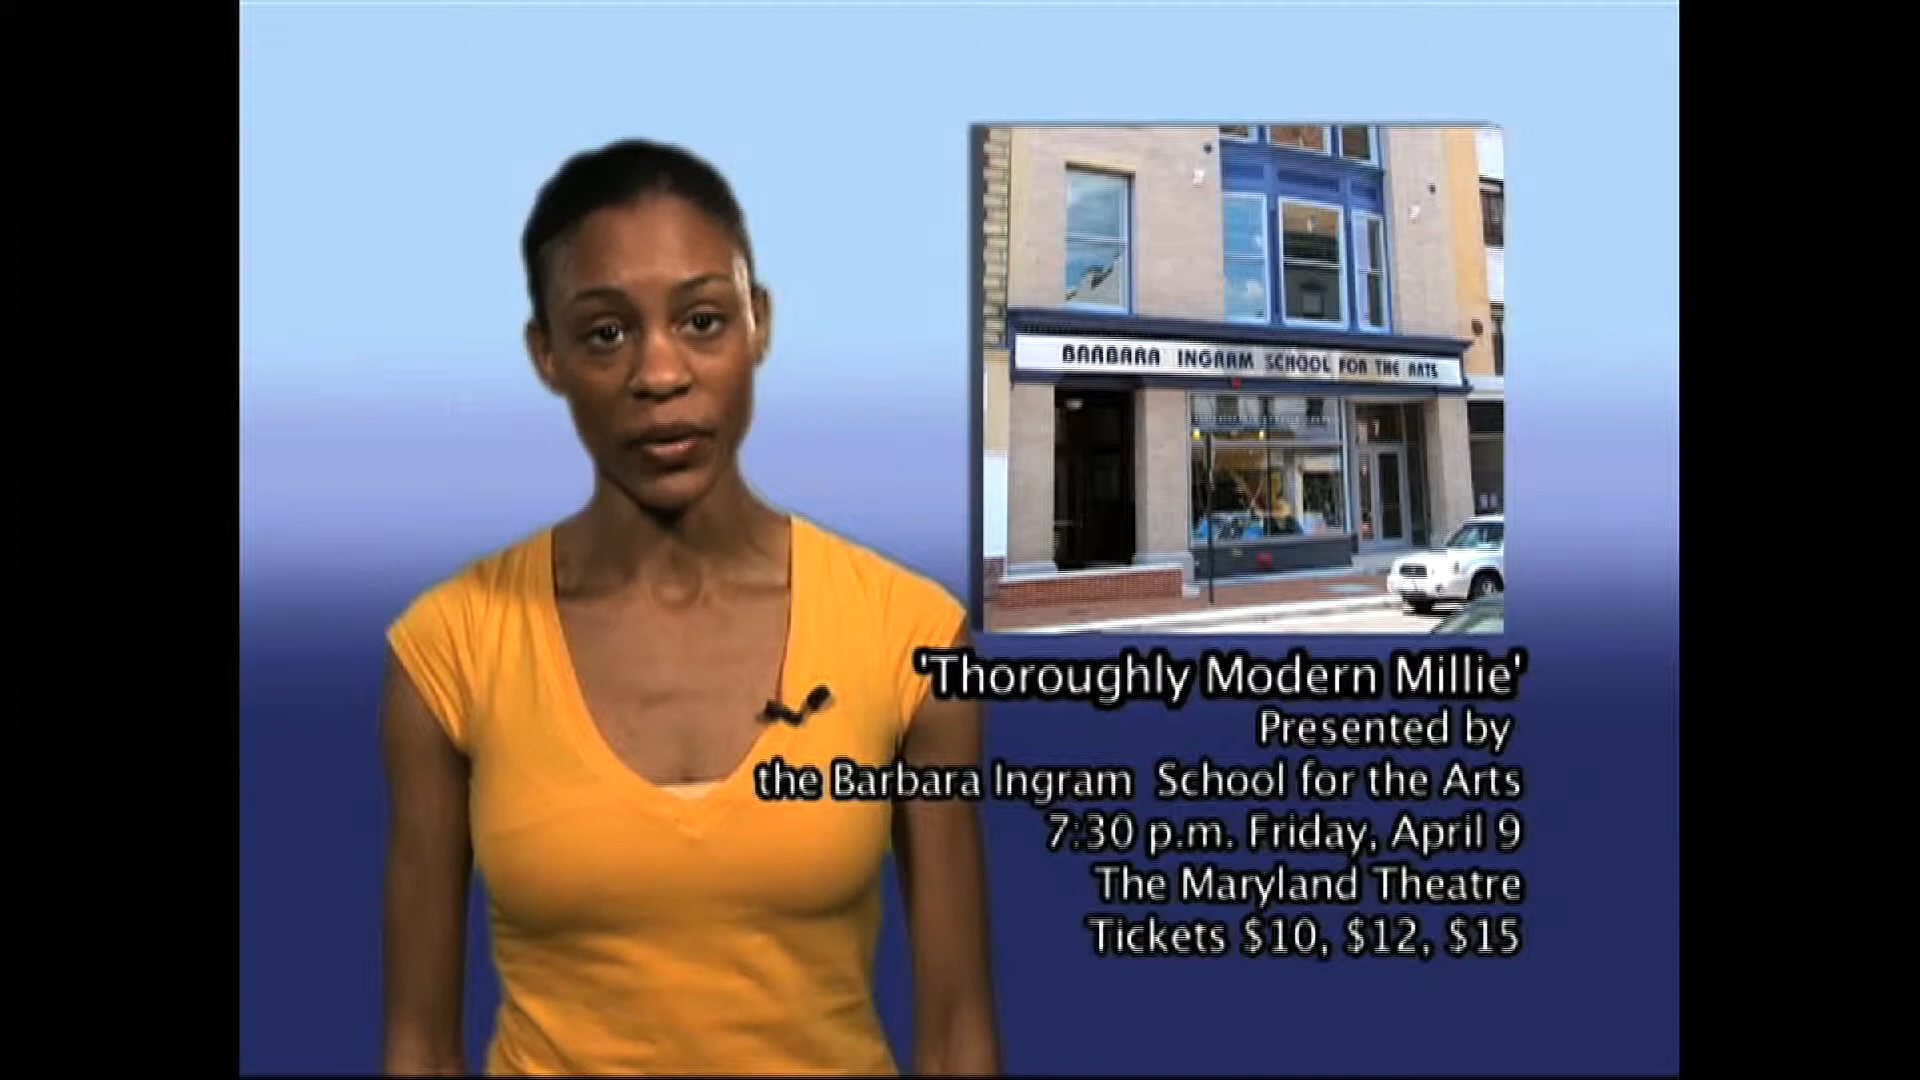 BARBARA INGRAM SCHOOL FOR THE ARTS
'Thoroughly Modern Millie'
Presented by
the Barbara Ingram School for the Arts
7:30 p.m. Friday, April 9
The Maryland Theatre
Tickets $10, $12, $15